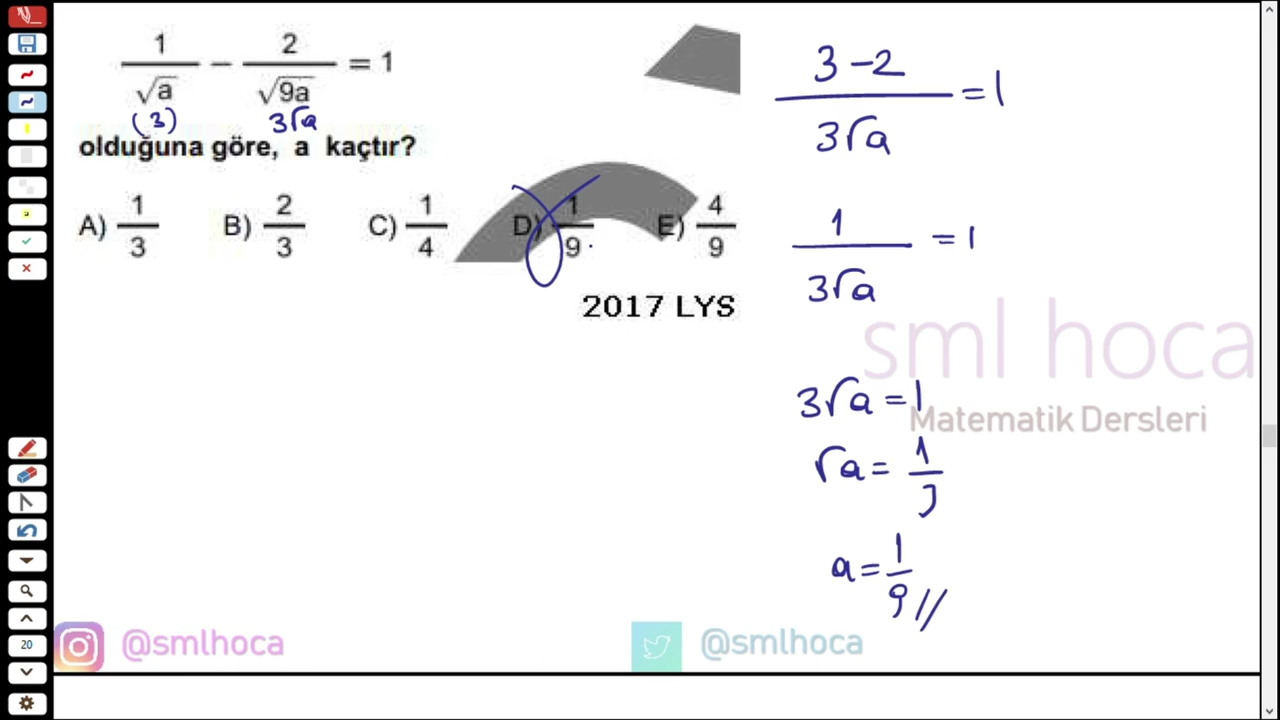 1/√a − 2/√9a = 1
(3) 3√a
olduğuna göre, a kaçtır?
A) 1/3 B) 2/3 C) 1/4 D) 1/9 E) 4/9
2017 LYS
3−2/3√a = 1
1/3√a = 1
3√a = 1
√a = 1/3
a = 1/9 //
sml hoca
Matematik Dersleri
@smlhoca @smlhoca
20